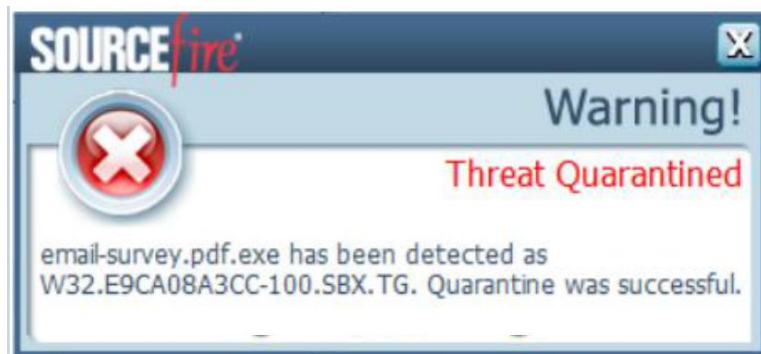 SOURCEfire®
X
Warning!
Threat Quarantined
email-survey.pdf.exe has been detected as
W32.E9CA08A3CC-100.SBX.TG. Quarantine was successful.